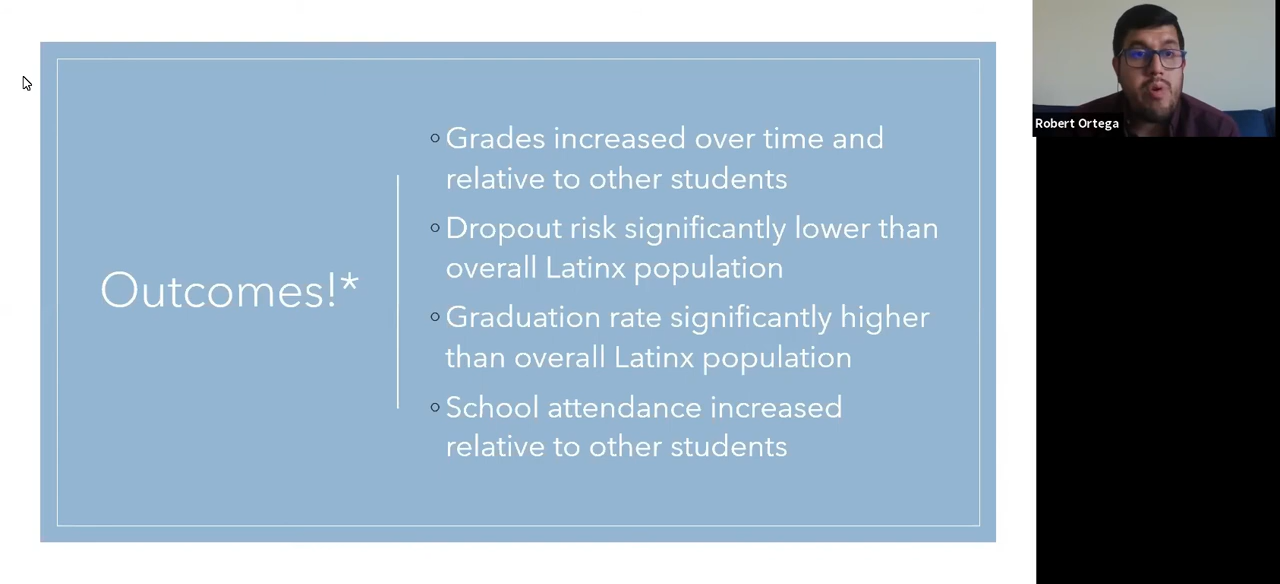 Outcomes!*
Grades increased over time and
relative to other students
Dropout risk significantly lower than
overall Latinx population
Graduation rate significantly higher
than overall Latinx population
School attendance increased
relative to other students
Robert Ortega